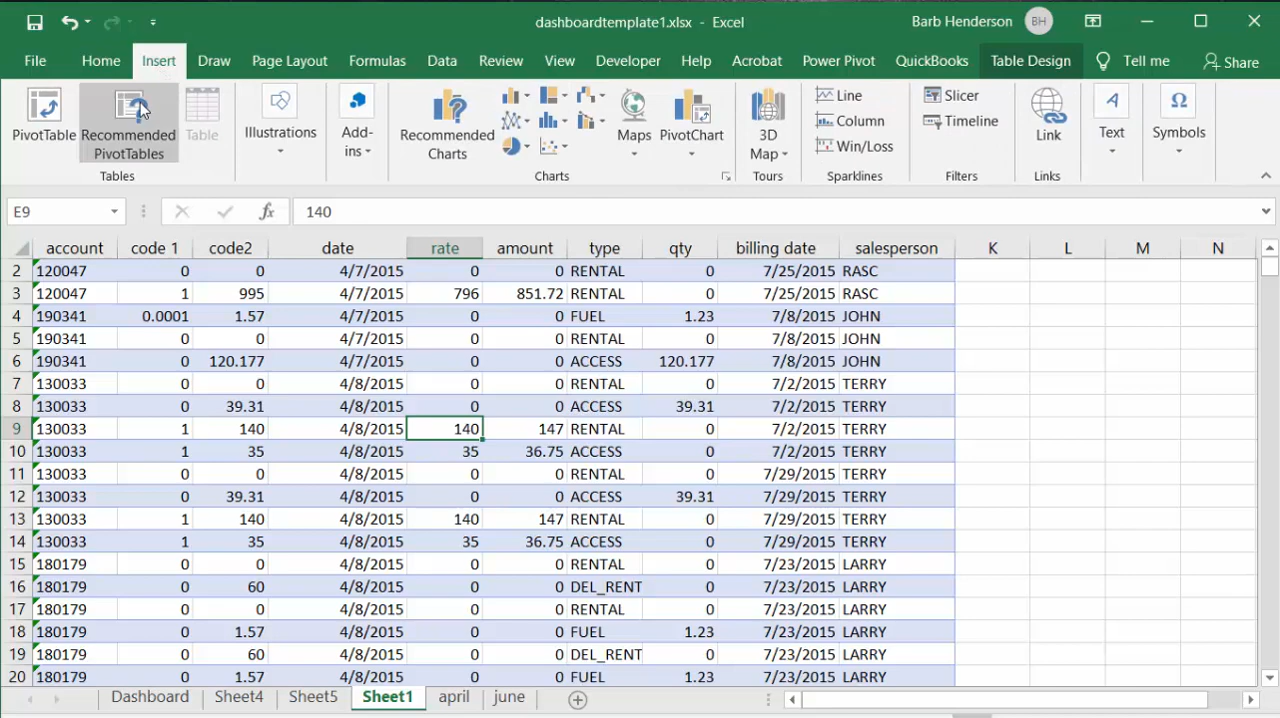 dashboardtemplate1.xlsx - Excel
Barb Henderson BH
File Home Insert Draw Page Layout Formulas Data Review View Developer Help Acrobat Power Pivot QuickBooks Table Design Tell me Share
PivotTable Recommended PivotTables Table
Tables
Illustrations
Add-ins
Recommended Charts
Maps PivotChart
Charts
3D Map
Tours
Line
Column
Win/Loss
Sparklines
Slicer
Timeline
Filters
Link
Links
Text
Symbols
E9 fx 140
account code 1 code2 date rate amount type qty billing date salesperson K L M N
2 120047 0 0 4/7/2015 0 0 RENTAL 0 7/25/2015 RASC
3 120047 1 995 4/7/2015 796 851.72 RENTAL 0 7/25/2015 RASC
4 190341 0.0001 1.57 4/7/2015 0 0 FUEL 1.23 7/8/2015 JOHN
5 190341 0 0 4/7/2015 0 0 RENTAL 0 7/8/2015 JOHN
6 190341 0 120.177 4/7/2015 0 0 ACCESS 120.177 7/8/2015 JOHN
7 130033 0 0 4/8/2015 0 0 RENTAL 0 7/2/2015 TERRY
8 130033 0 39.31 4/8/2015 0 0 ACCESS 39.31 7/2/2015 TERRY
9 130033 1 140 4/8/2015 140 147 RENTAL 0 7/2/2015 TERRY
10 130033 1 35 4/8/2015 35 36.75 ACCESS 0 7/2/2015 TERRY
11 130033 0 0 4/8/2015 0 0 RENTAL 0 7/29/2015 TERRY
12 130033 0 39.31 4/8/2015 0 0 ACCESS 39.31 7/29/2015 TERRY
13 130033 1 140 4/8/2015 140 147 RENTAL 0 7/29/2015 TERRY
14 130033 1 35 4/8/2015 35 36.75 ACCESS 0 7/29/2015 TERRY
15 180179 0 0 4/8/2015 0 0 RENTAL 0 7/23/2015 LARRY
16 180179 0 60 4/8/2015 0 0 DEL_RENT 0 7/23/2015 LARRY
17 180179 0 0 4/8/2015 0 0 RENTAL 0 7/23/2015 LARRY
18 180179 0 1.57 4/8/2015 0 0 FUEL 1.23 7/23/2015 LARRY
19 180179 0 60 4/8/2015 0 0 DEL_RENT 0 7/23/2015 LARRY
20 180179 0 1.57 4/8/2015 0 0 FUEL 1.23 7/23/2015 LARRY
Dashboard Sheet4 Sheet5 Sheet1 april june